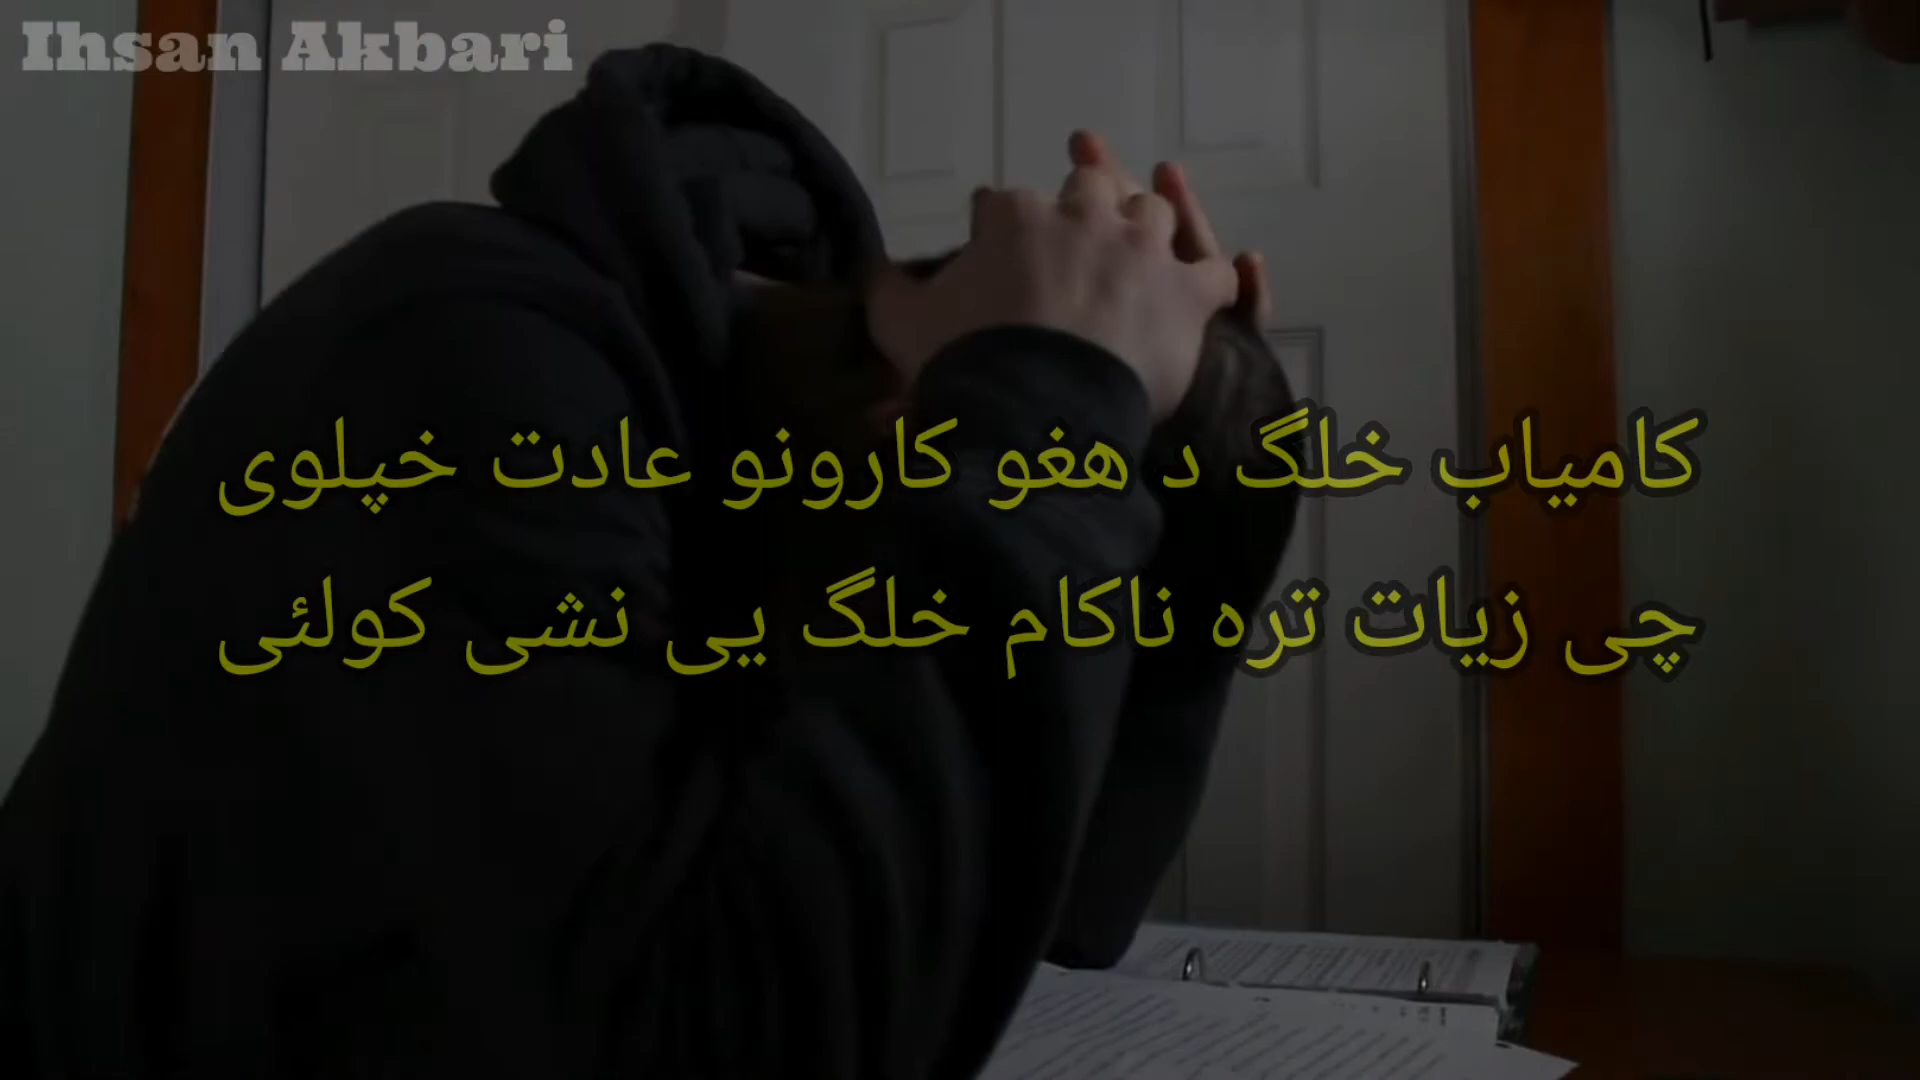 Ihsan Akbari
کامیاب خلگ د هغو کارونو عادت خپلوی
چی زیات تره ناکام خلگ یی نشی کولئی